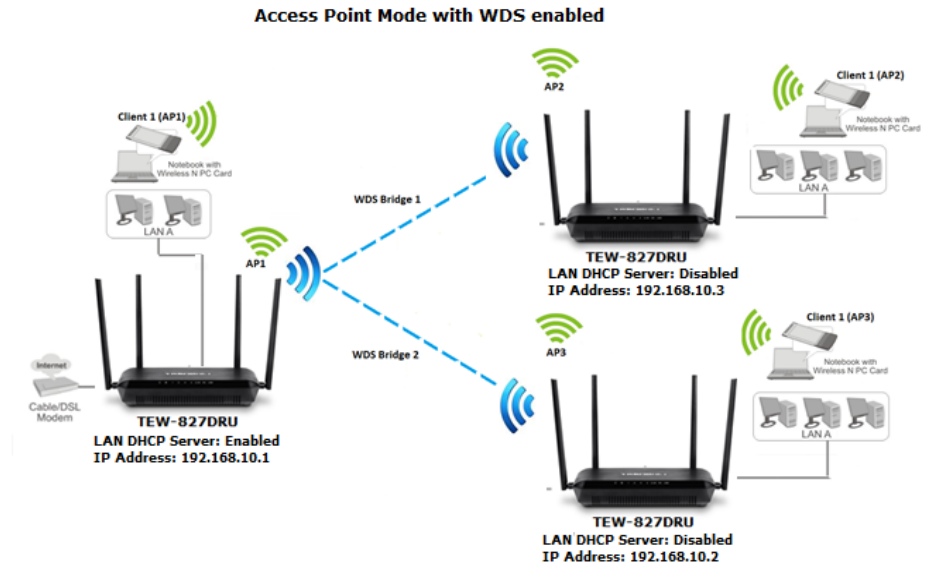 Access Point Mode with WDS enabled
Client 1 (AP1)
Notebook with
Wireless N PC Card
LAN A
AP1
Internet
Cable/DSL
Modem
TEW-827DRU
LAN DHCP Server: Enabled
IP Address: 192.168.10.1
WDS Bridge 1
WDS Bridge 2
AP2
Client 1 (AP2)
Notebook with
Wireless N PC Card
LAN A
TEW-827DRU
LAN DHCP Server: Disabled
IP Address: 192.168.10.3
AP3
Client 1 (AP3)
Notebook with
Wireless N PC Card
LAN A
TEW-827DRU
LAN DHCP Server: Disabled
IP Address: 192.168.10.2